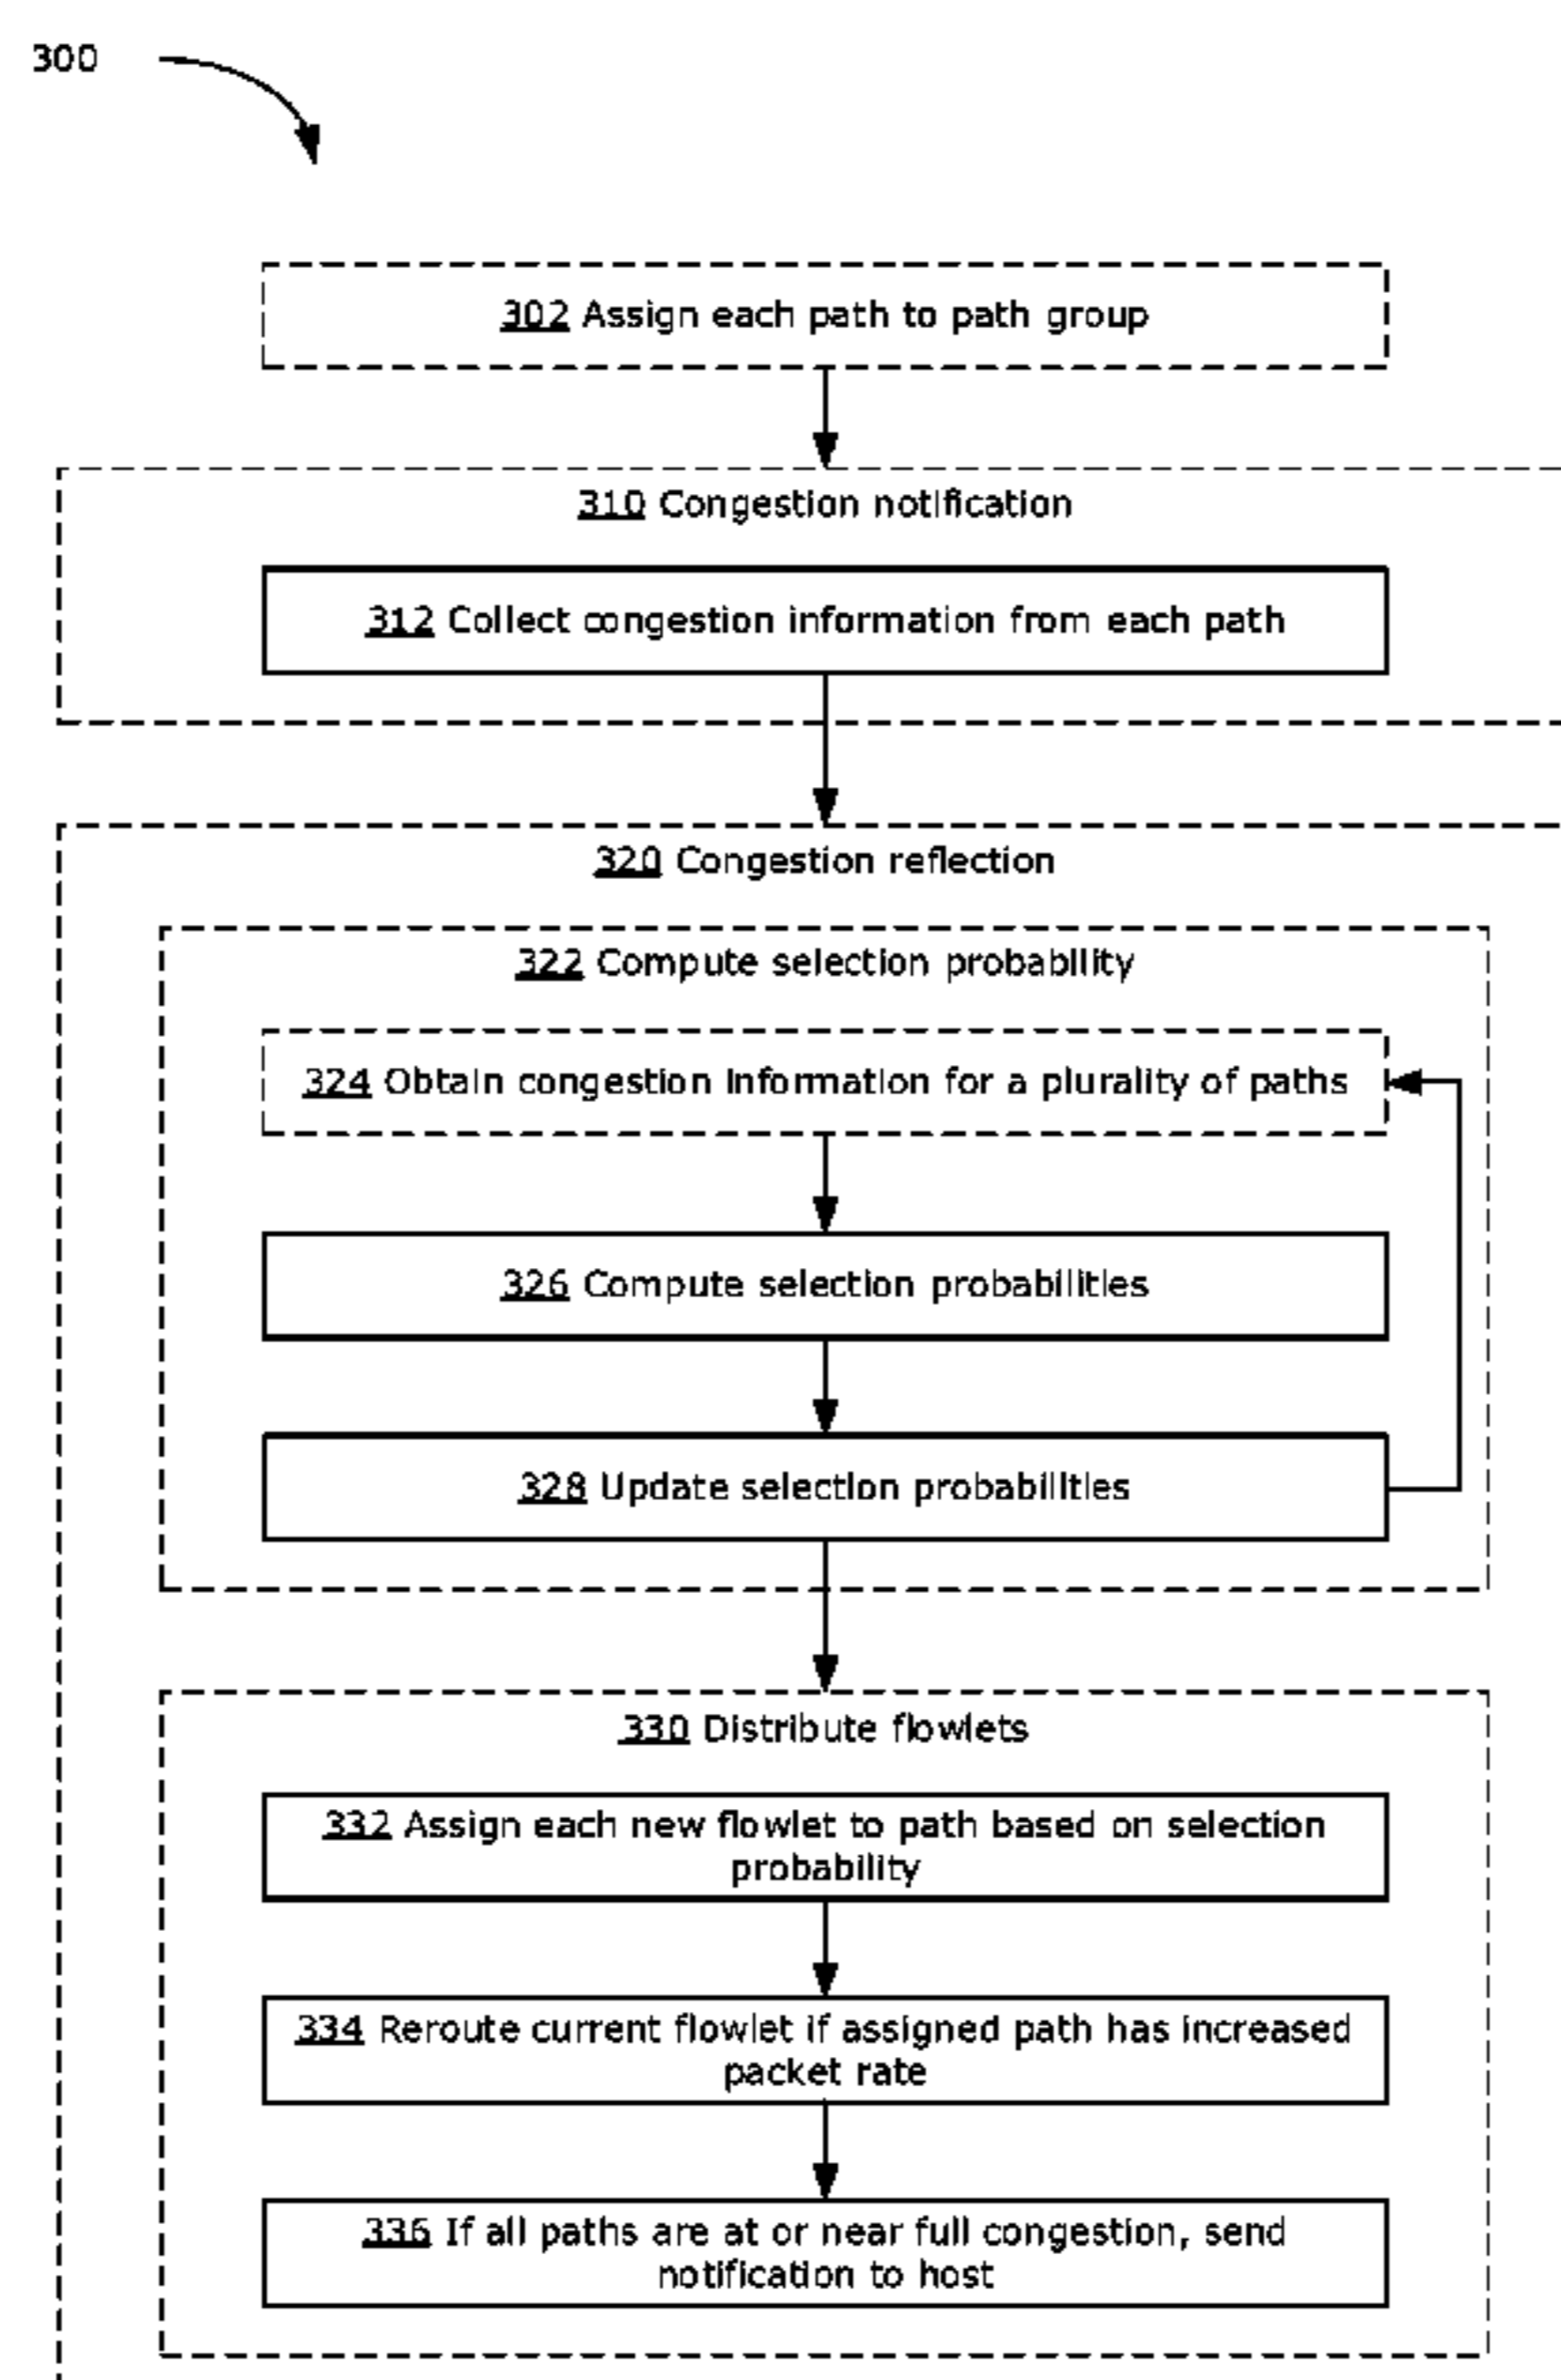 300
302 Assign each path to path group
310 Congestion notification
312 Collect congestion information from each path
320 Congestion reflection
322 Compute selection probability
324 Obtain congestion information for a plurality of paths
326 Compute selection probabilities
328 Update selection probabilities
330 Distribute flowlets
332 Assign each new flowlet to path based on selection
probability
334 Reroute current flowlet if assigned path has increased
packet rate
336 If all paths are at or near full congestion, send
notification to host